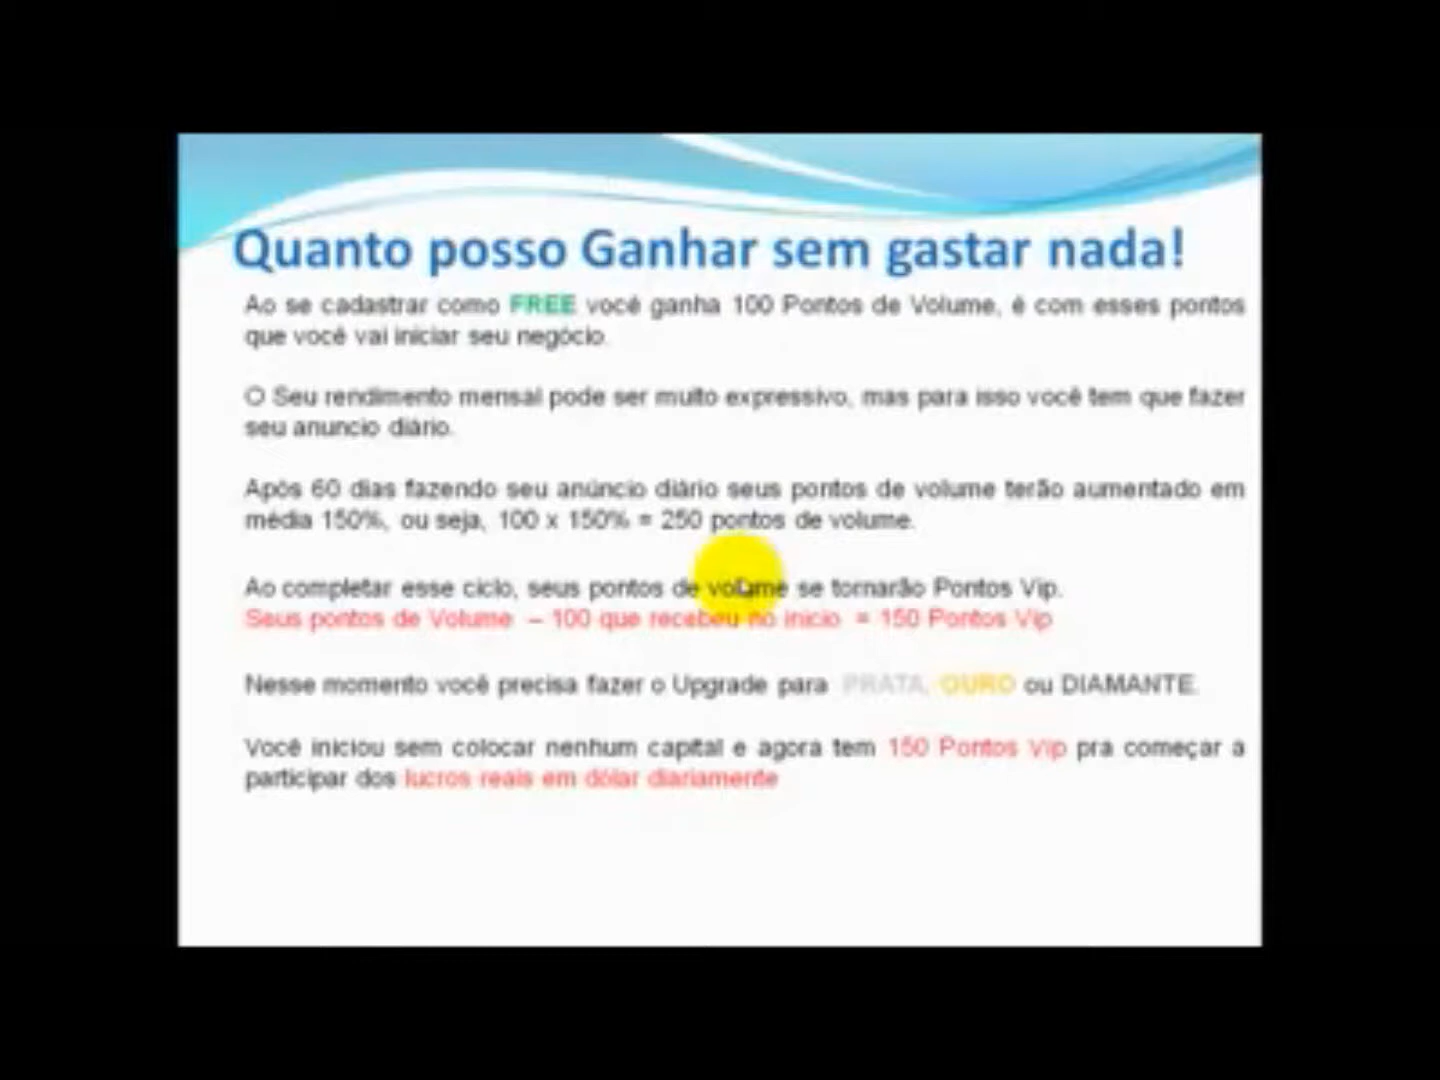 Quanto posso Ganhar sem gastar nada!
Ao se cadastrar como FREE você ganha 100 Pontos de Volume, é com esses pontos
que você vai iniciar seu negócio.
O Seu rendimento mensal pode ser muito expressivo, mas para isso você tem que fazer
seu anuncio diário.
Após 60 dias fazendo seu anúncio diário seus pontos de volume terão aumentado em
média 150%, ou seja, 100 x 150% = 250 pontos de volume.
Ao completar esse ciclo, seus pontos de volume se tornarão Pontos Vip.
Seus pontos de Volume – 100 que recebeu no inicio = 150 Pontos Vip
Nesse momento você precisa fazer o Upgrade para PRATA, OURO ou DIAMANTE.
Você iniciou sem colocar nenhum capital e agora tem 150 Pontos Vip pra começar a
participar dos lucros reais em dólar diariamente